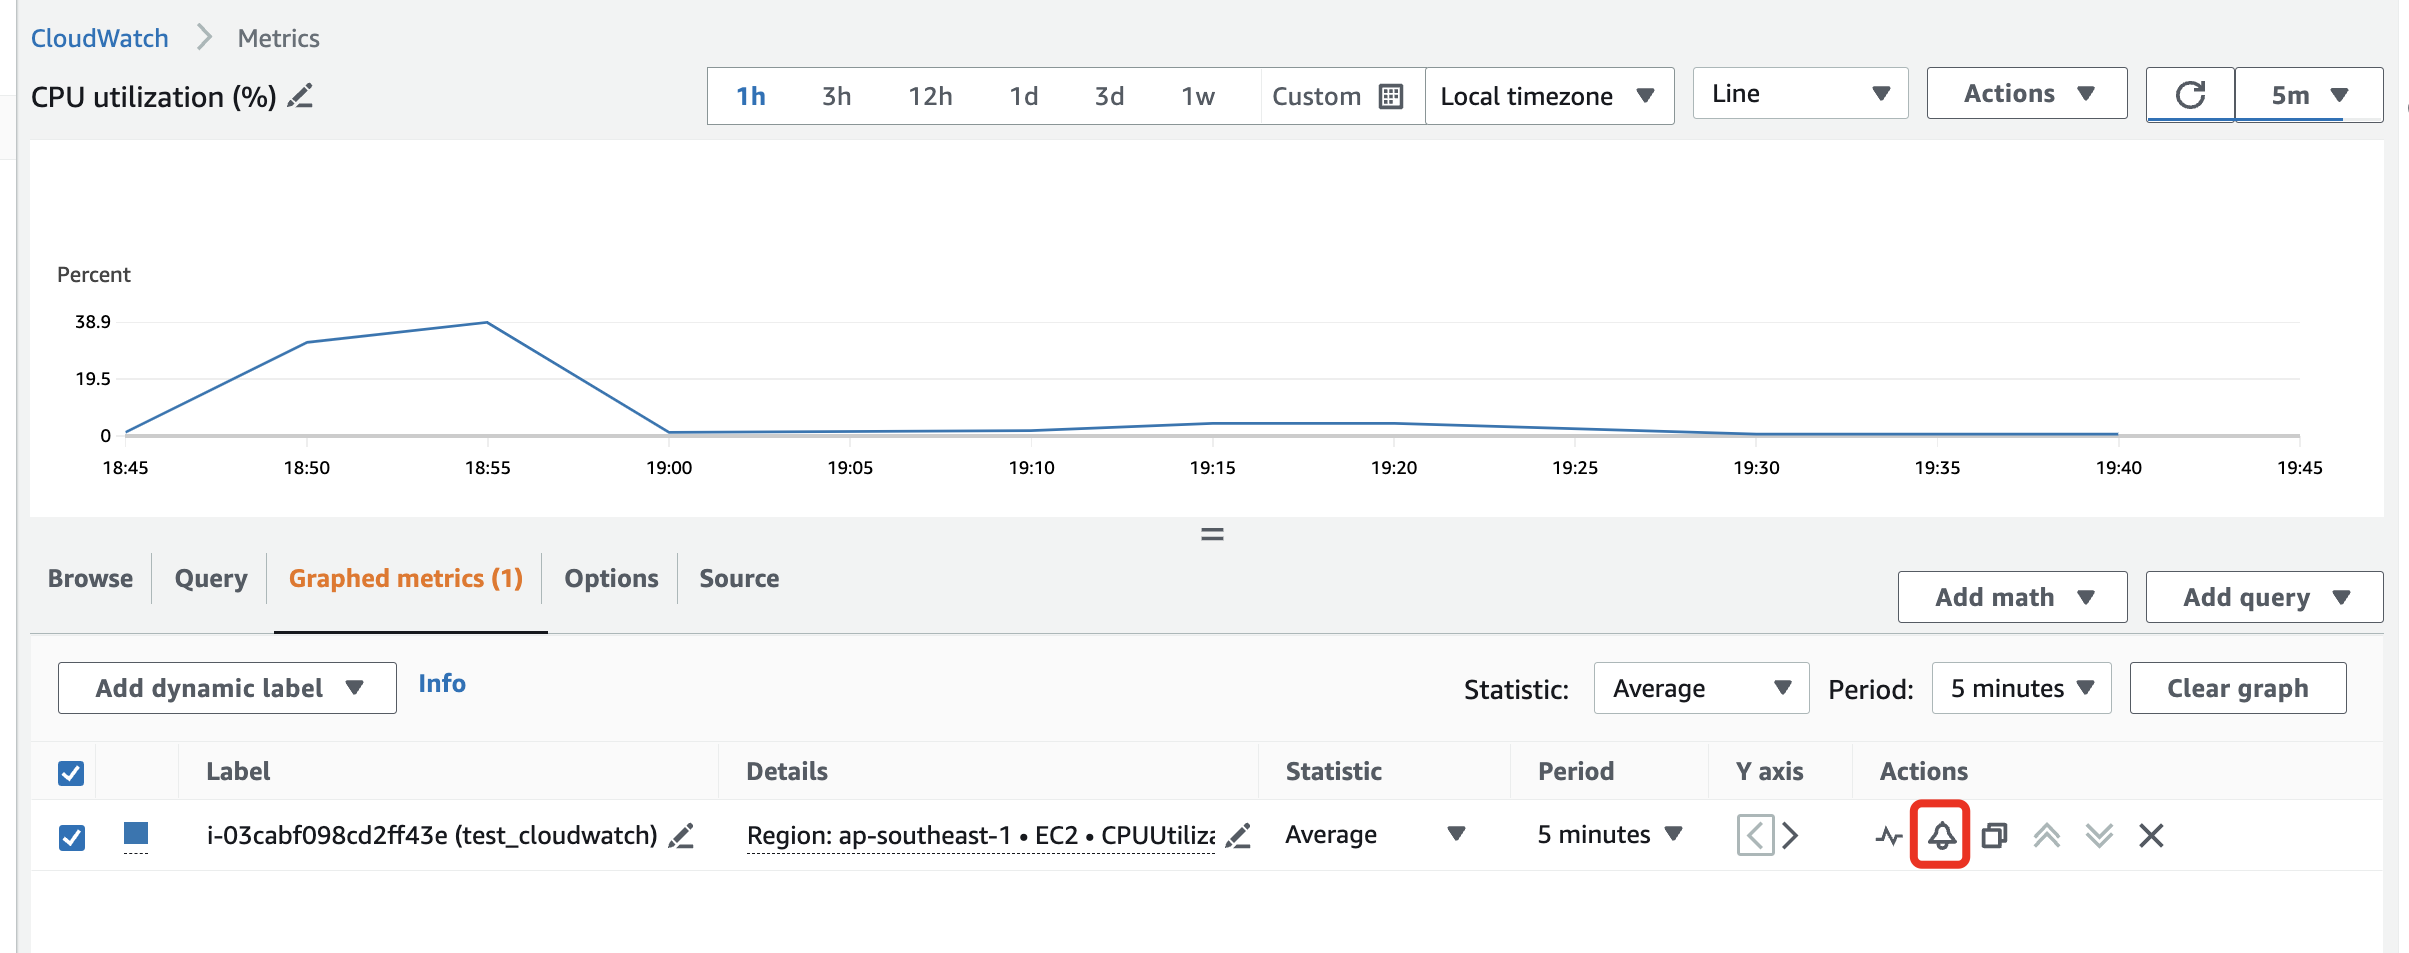 CloudWatch Metrics
CPU utilization (%)
1h 3h 12h 1d 3d 1w Custom Local timezone Line Actions 5m
Percent
38.9
19.5
0
18:45 18:50 18:55 19:00 19:05 19:10 19:15 19:20 19:25 19:30 19:35 19:40 19:45
Browse Query Graphed metrics (1) Options Source
Add math Add query
Add dynamic label Info Statistic: Average Period: 5 minutes Clear graph
Label Details Statistic Period Y axis Actions
i-03cabf098cd2ff43e (test_cloudwatch) Region: ap-southeast-1 • EC2 • CPUUtiliza Average 5 minutes